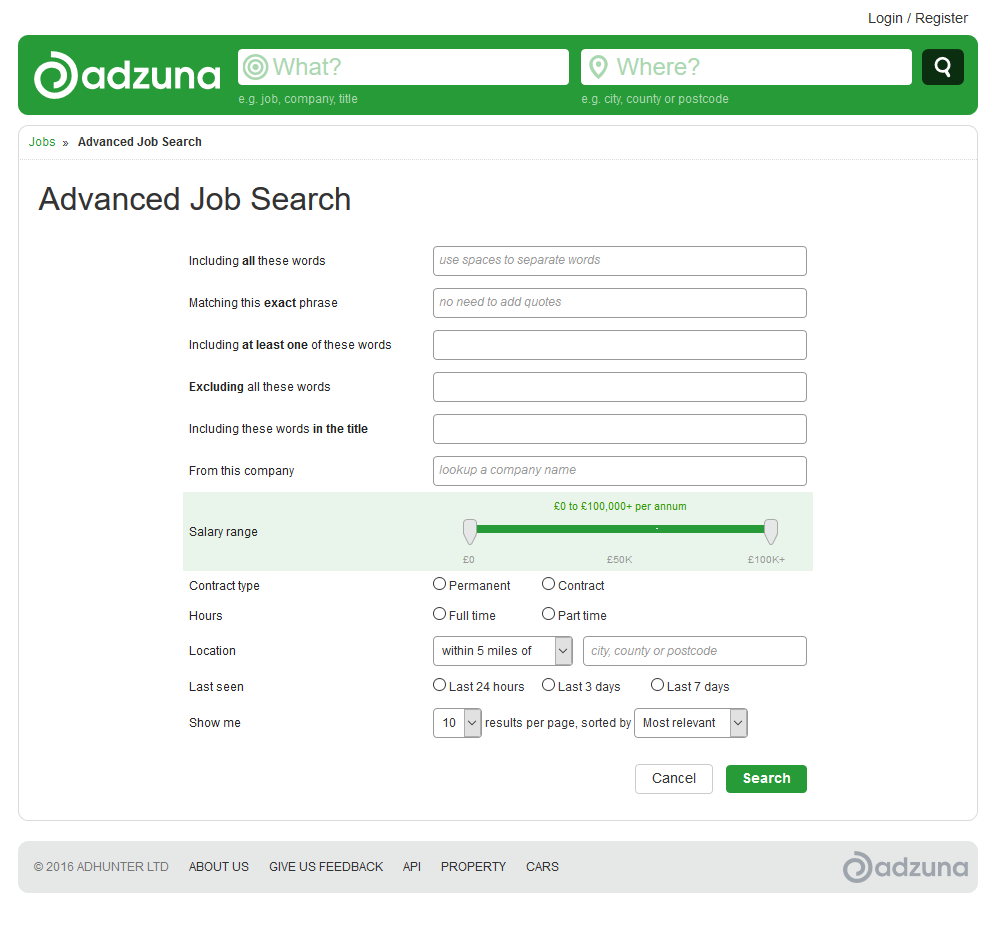 Login / Register
adzuna What? Where?
e.g. job, company, title e.g. city, county or postcode
Jobs » Advanced Job Search
Advanced Job Search
Including all these words use spaces to separate words
Matching this exact phrase no need to add quotes
Including at least one of these words
Excluding all these words
Including these words in the title
From this company lookup a company name
£0 to £100,000+ per annum
Salary range
£0 £50K £100K+
Contract type Permanent Contract
Hours Full time Part time
Location within 5 miles of city, county or postcode
Last seen Last 24 hours Last 3 days Last 7 days
Show me 10 results per page, sorted by Most relevant
Cancel Search
© 2016 ADHUNTER LTD ABOUT US GIVE US FEEDBACK API PROPERTY CARS adzuna